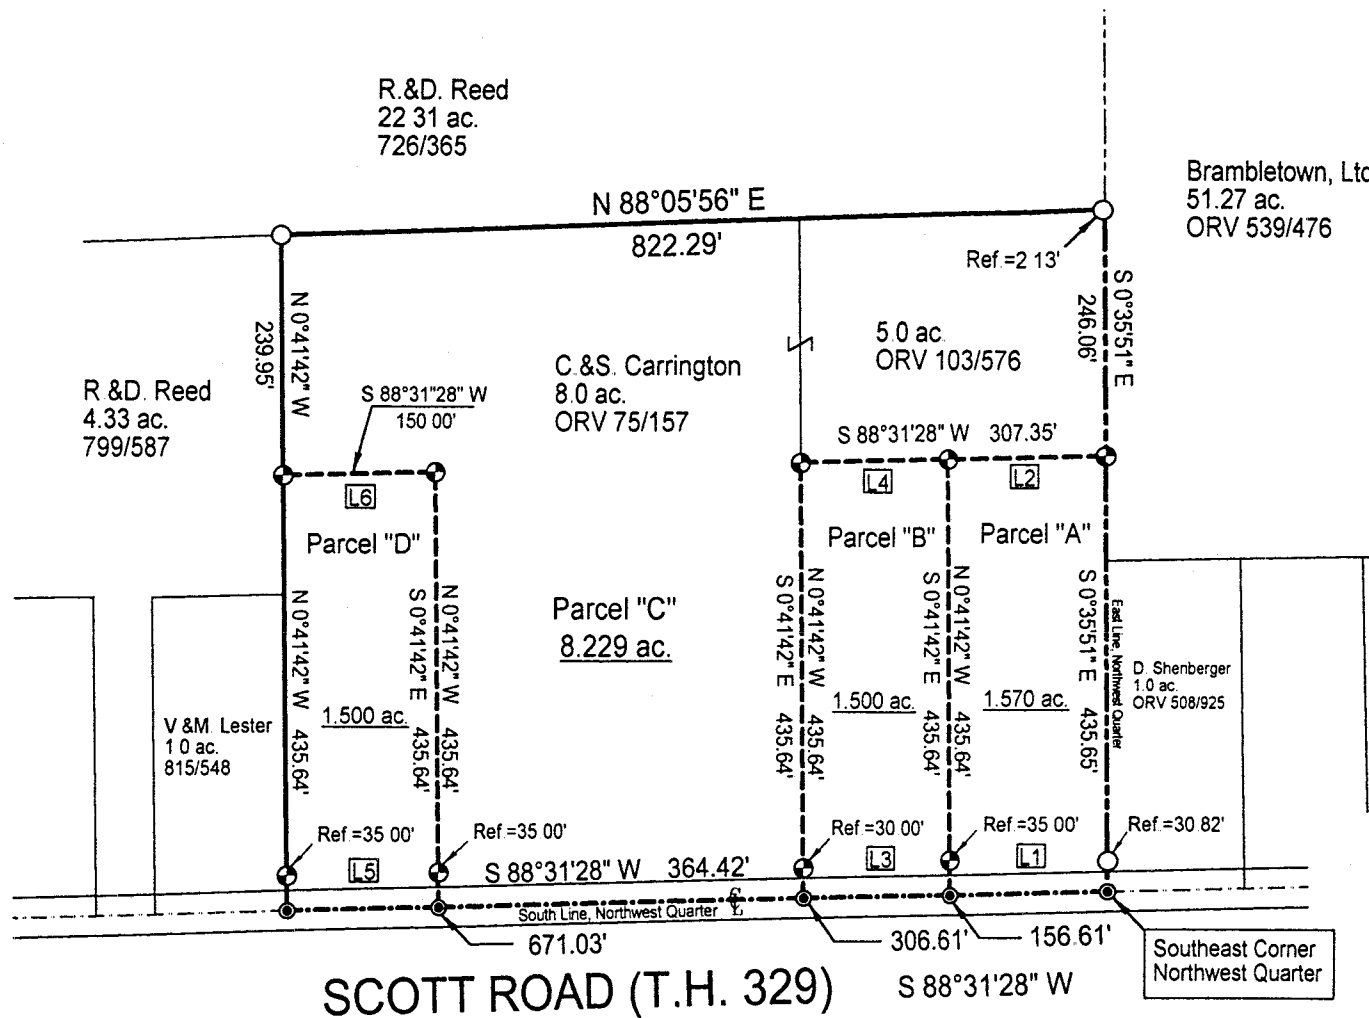 R.&D. Reed
22 31 ac.
726/365
Brambletown, Ltd
51.27 ac.
ORV 539/476
N 88°05'56" E
822.29'
Ref.=2 13'
N 0°41'42" W
239.95'
S 0°35'51" E
246.06'
5.0 ac.
ORV 103/576
C.&S. Carrington
8.0 ac.
ORV 75/157
R.&D. Reed
4.33 ac.
799/587
S 88°31"28" W
150 00'
S 88°31'28" W 307.35'
L6
L4
L2
Parcel "D"
Parcel "B"
Parcel "A"
Parcel "C"
8.229 ac.
N 0°41'42" W 435.64'
S 0°41'42" E 435.64'
N 0°41'42" W 435.64'
S 0°41'42" E 435.64'
N 0°41'42" W 435.64'
S 0°41'42" E 435.64'
N 0°41'42" W 435.64'
S 0°35'51" E 435.65'
East Line, Northwest Quarter
D. Shenberger
1.0 ac.
ORV 508/925
1.500 ac.
1.500 ac.
1.570 ac.
V &M. Lester
1 0 ac.
815/548
Ref.=35 00'
Ref.=35 00'
Ref.=30 00'
Ref.=35 00'
Ref.=30.82'
L5
S 88°31'28" W 364.42'
L3
L1
South Line, Northwest Quarter ℄
671.03'
306.61'
156.61'
Southeast Corner
Northwest Quarter
SCOTT ROAD (T.H. 329)
S 88°31'28" W